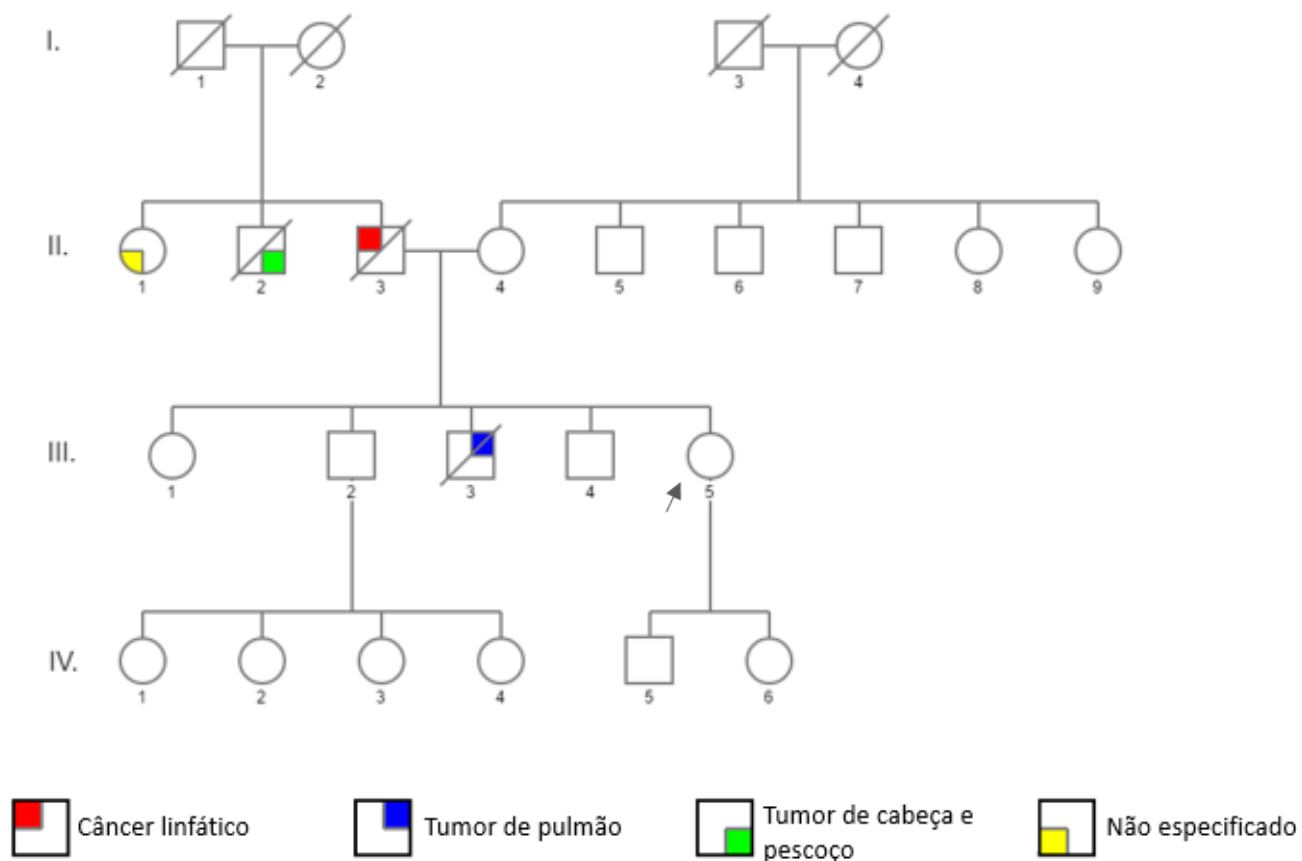 I.
1 2 3 4
II.
1 2 3 4 5 6 7 8 9
III.
1 2 3 4 5
IV.
1 2 3 4 5 6
Câncer linfático
Tumor de pulmão
Tumor de cabeça e
pescoço
Não especificado